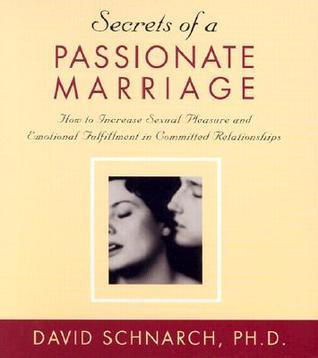 Secrets of a
PASSIONATE
MARRIAGE
How to Increase Sexual Pleasure and
Emotional Fulfillment in Committed Relationships
DAVID SCHNARCH, PH.D.